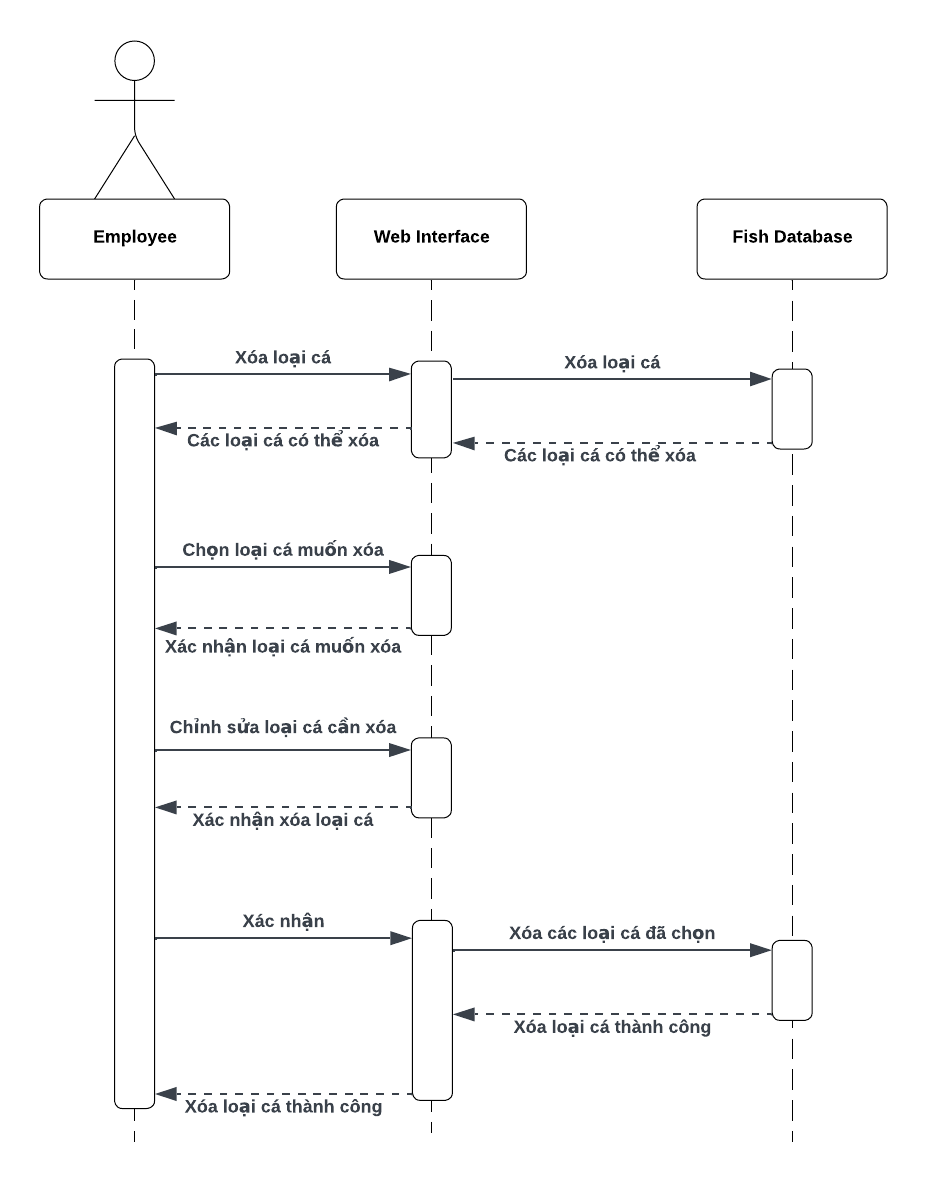 Employee
Web Interface
Fish Database
Xóa loại cá
Xóa loại cá
Các loại cá có thể xóa
Các loại cá có thể xóa
Chọn loại cá muốn xóa
Xác nhận loại cá muốn xóa
Chỉnh sửa loại cá cần xóa
Xác nhận xóa loại cá
Xác nhận
Xóa các loại cá đã chọn
Xóa loại cá thành công
Xóa loại cá thành công